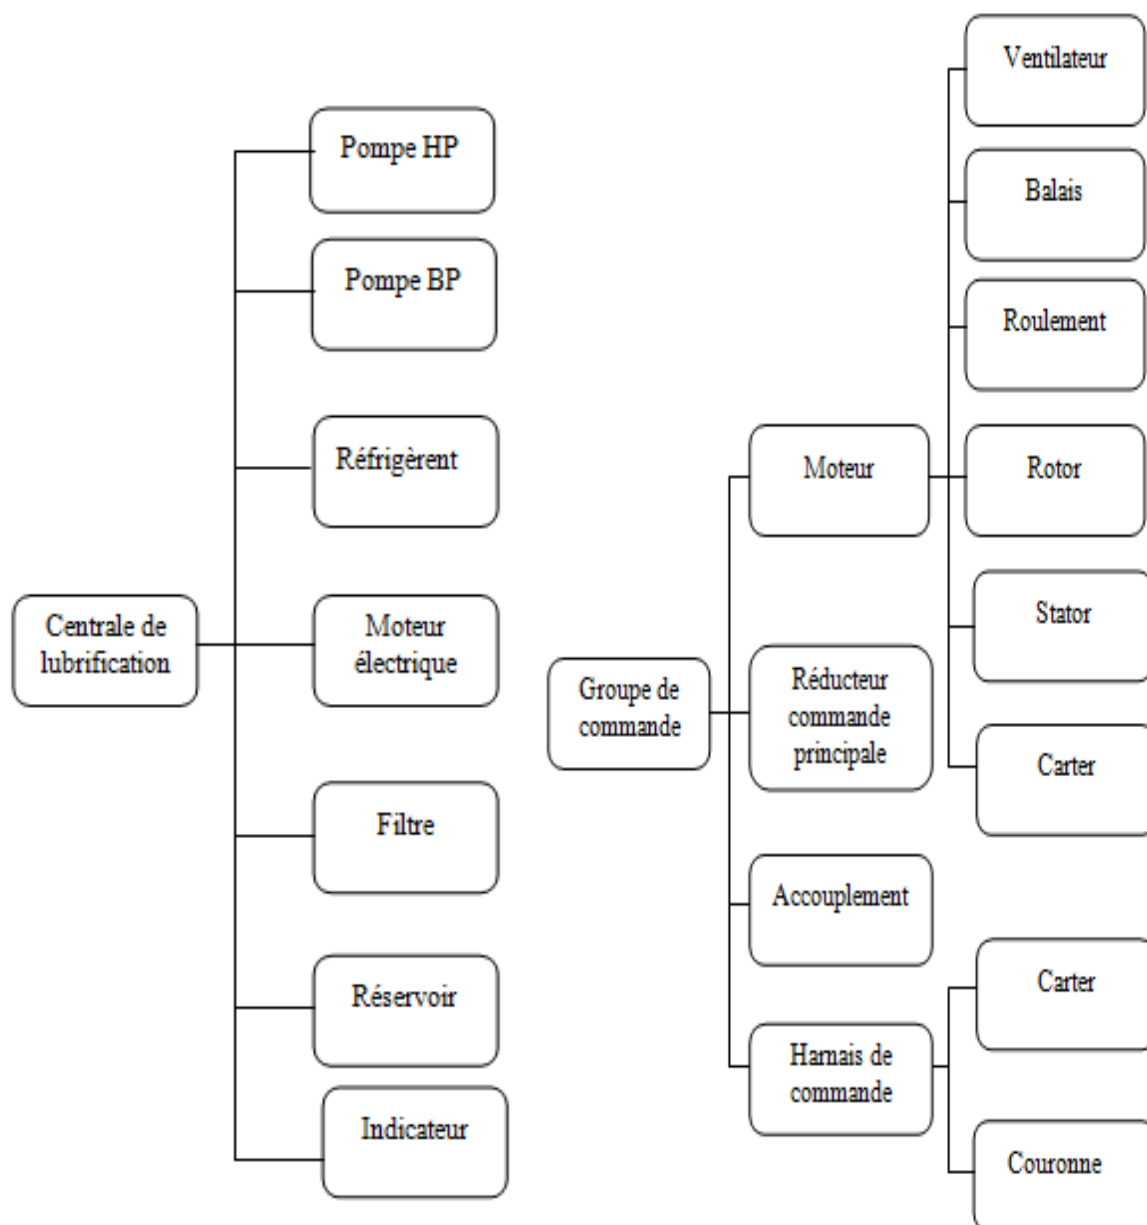 Centrale de
lubrification
Pompe HP
Pompe BP
Réfrigèrent
Moteur
électrique
Filtre
Réservoir
Indicateur
Groupe de
commande
Moteur
Ventilateur
Balais
Roulement
Rotor
Stator
Carter
Réducteur
commande
principale
Accouplement
Harnais de
commande
Carter
Couronne